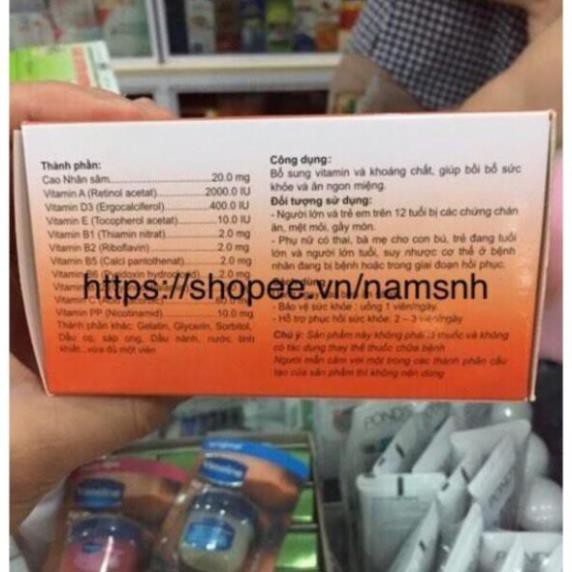 Thành phần:
Cao Nhân sâm 20.0 mg
Vitamin A (Retinol acetat) 2000.0 IU
Vitamin D3 (Ergocalciferol) 400.0 IU
Vitamin E (Tocopherol acetat) 10.0 IU
Vitamin B1 (Thiamin nitrat) 2.0 mg
Vitamin B2 (Riboflavin) 2.0 mg
Vitamin B5 (Calci pantothenat) 2.0 mg
Vitamin B6 2.0 mg
Vitamin C
Vitamin PP (Nicotinamid) 10.0 mg
Thành phần khác: Gelatin, Glycerin, Sorbitol,
Dầu cọ, sáp ong, Dầu nành, nước tinh
khiết...vừa đủ một viên
Công dụng:
Bổ sung vitamin và khoáng chất, giúp bồi bổ sức
khỏe và ăn ngon miệng.
Đối tượng sử dụng:
- Người lớn và trẻ em trên 12 tuổi bị các chứng chán
ăn, mệt mỏi, gầy mòn.
- Phụ nữ có thai, bà mẹ cho con bú, trẻ đang tuổi
lớn và người lớn tuổi, suy nhược cơ thể ở bệnh
nhân đang bị bệnh hoặc trong giai đoạn hồi phục.
- Bảo vệ sức khỏe: uống 1 viên/ngày.
- Hỗ trợ phục hồi sức khỏe: 2 – 3 viên/ngày
Chú ý: Sản phẩm này không phải là thuốc và không
có tác dụng thay thế thuốc chữa bệnh
Người mẫn cảm với một trong các thành phần cấu
tạo của sản phẩm thì không nên dùng
https://shopee.vn/namsnh
Vaseline
Vaseline
POND'S